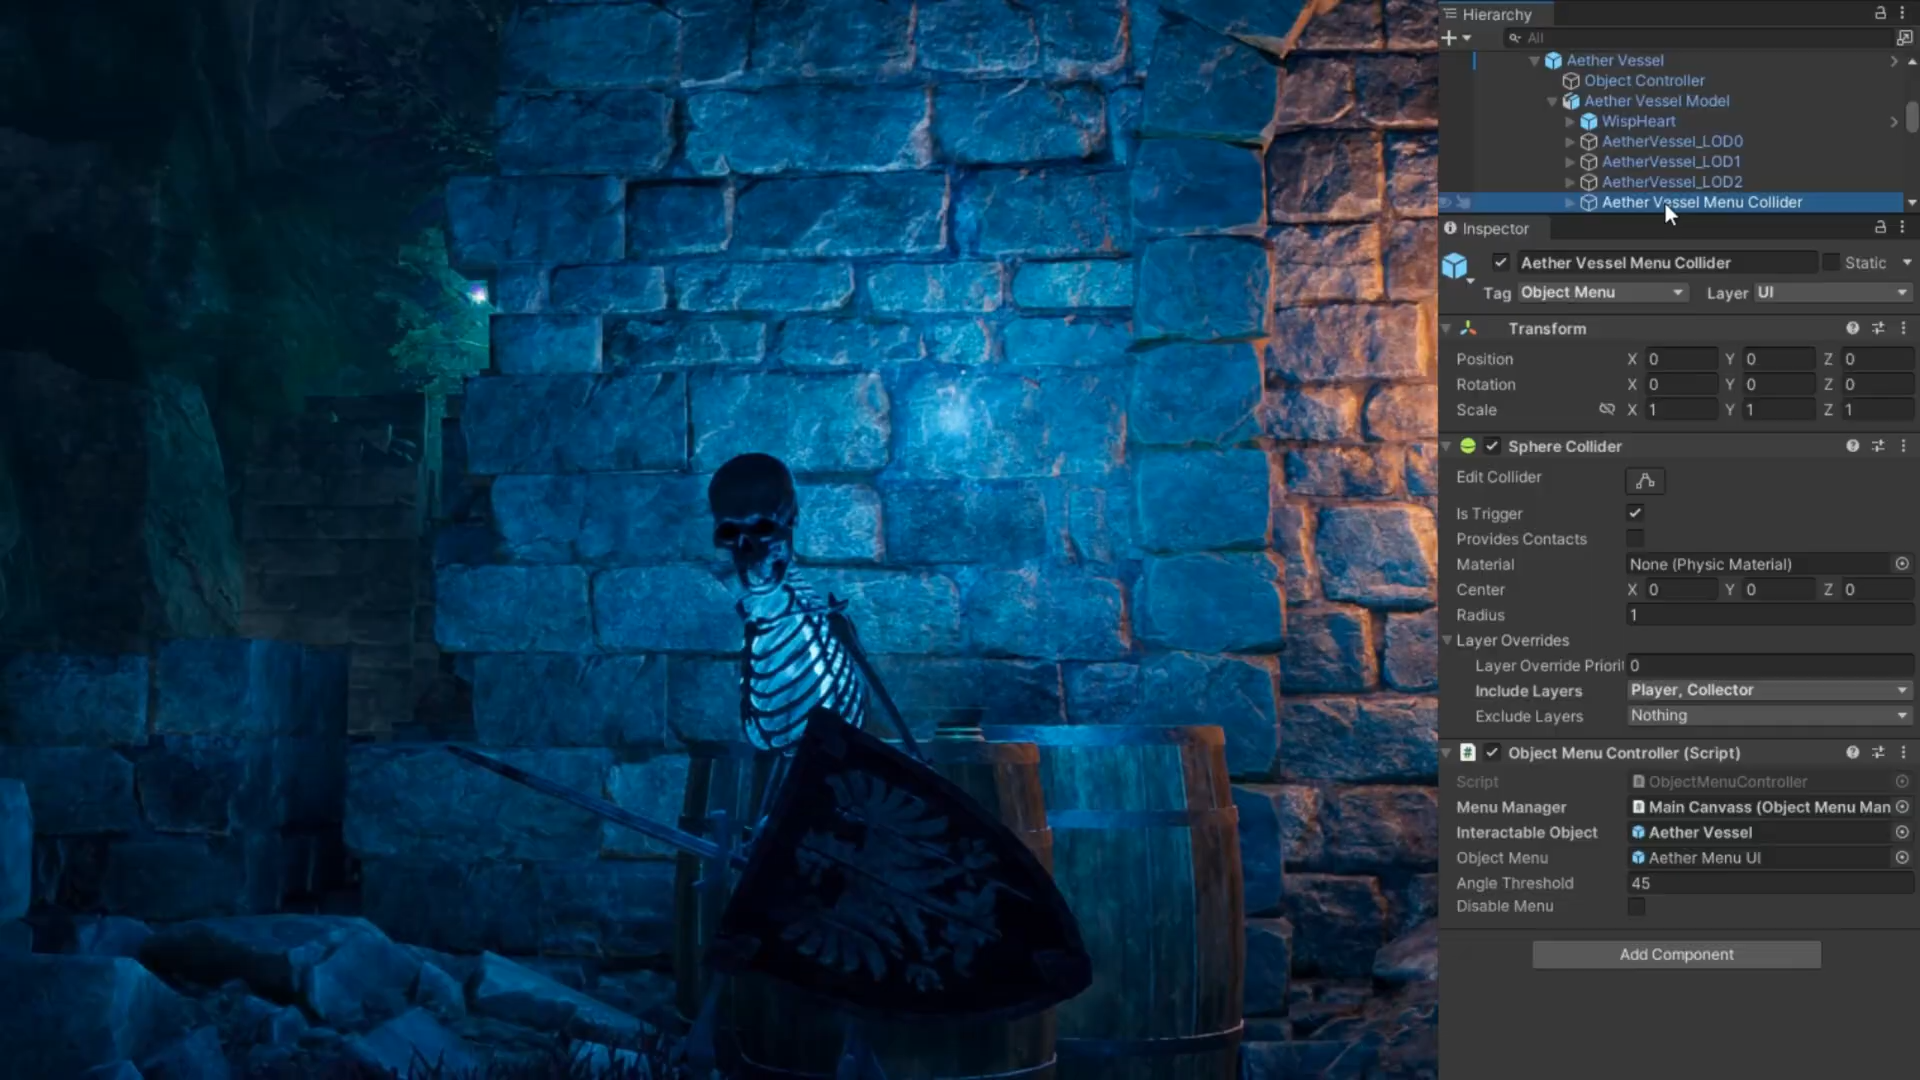 Hierarchy
All
Aether Vessel
Object Controller
Aether Vessel Model
WispHeart
AetherVessel_LOD0
AetherVessel_LOD1
AetherVessel_LOD2
Aether Vessel Menu Collider
Inspector
Aether Vessel Menu Collider Static
Tag Object Menu Layer UI
Transform
Position X 0 Y 0 Z 0
Rotation X 0 Y 0 Z 0
Scale X 1 Y 1 Z 1
Sphere Collider
Edit Collider
Is Trigger
Provides Contacts
Material None (Physic Material)
Center X 0 Y 0 Z 0
Radius 1
Layer Overrides
Layer Override Priori 0
Include Layers Player, Collector
Exclude Layers Nothing
# Object Menu Controller (Script)
Script ObjectMenuController
Menu Manager Main Canvass (Object Menu Man
Interactable Object Aether Vessel
Object Menu Aether Menu UI
Angle Threshold 45
Disable Menu
Add Component